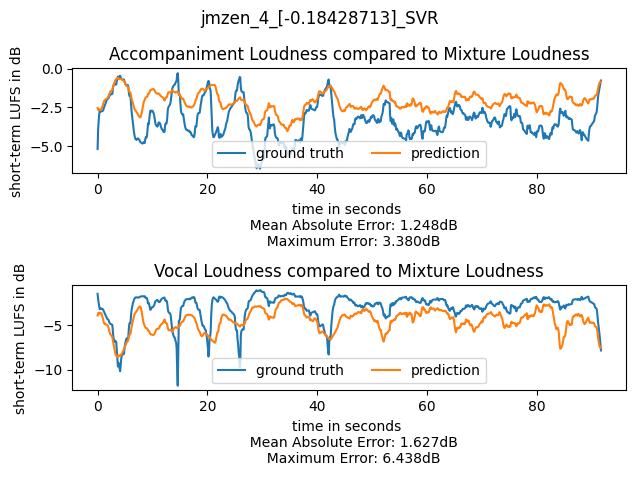 jmzen_4_[-0.18428713]_SVR
Accompaniment Loudness compared to Mixture Loudness
short-term LUFS in dB
0.0
−2.5
−5.0
ground truth prediction
0 20 40 60 80
time in seconds
Mean Absolute Error: 1.248dB
Maximum Error: 3.380dB
Vocal Loudness compared to Mixture Loudness
short-term LUFS in dB
−5
−10
ground truth prediction
0 20 40 60 80
time in seconds
Mean Absolute Error: 1.627dB
Maximum Error: 6.438dB